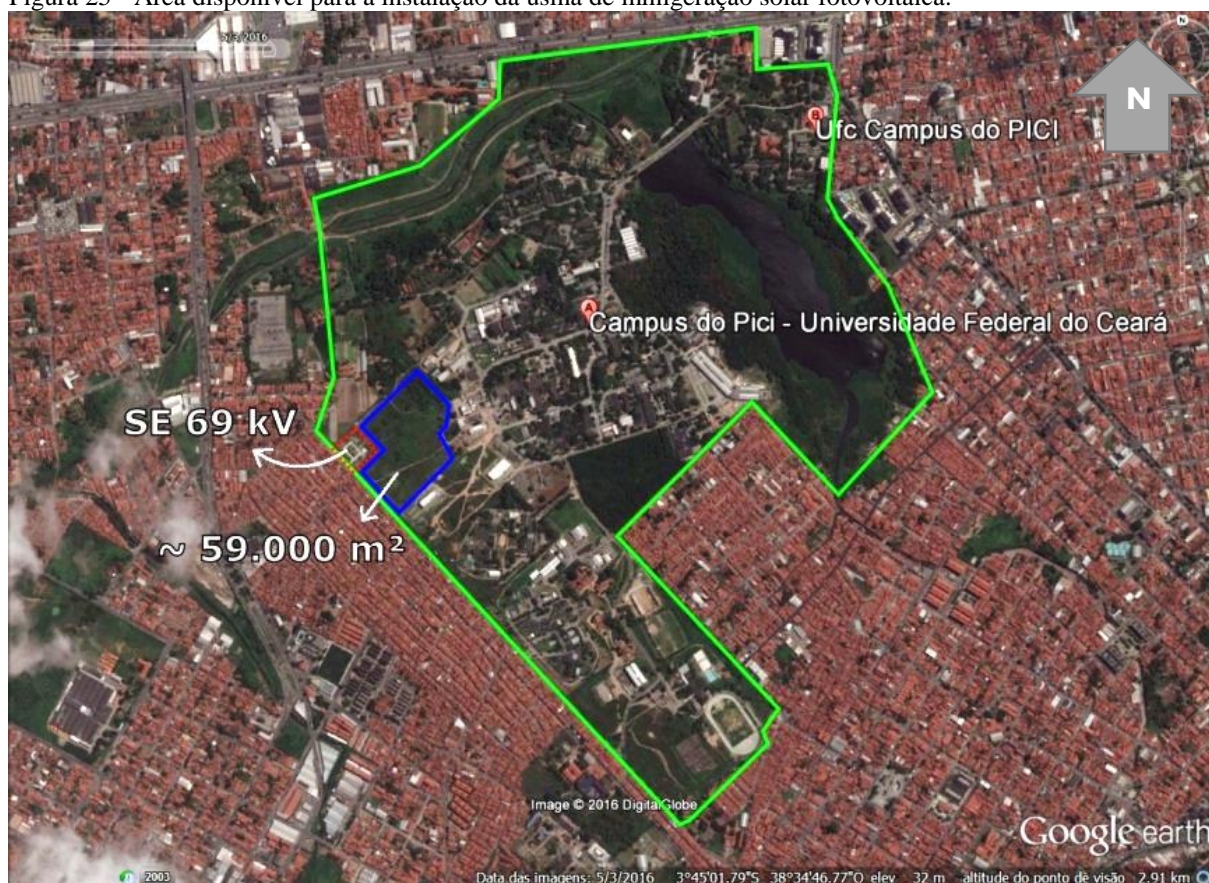 Figura 25 – Área disponível para a instalação da usina de minigeração solar fotovoltaica.
5/3/2016
N
N
B
Ufc Campus do PICI
A
Campus do Pici - Universidade Federal do Ceará
SE 69 kV
~ 59.000 m²
Image © 2016 DigitalGlobe
Google earth
2003
Data das imagens: 5/3/2016 3°45'01.79"S 38°34'46.77"O elev 32 m altitude do ponto de visão 2.91 km